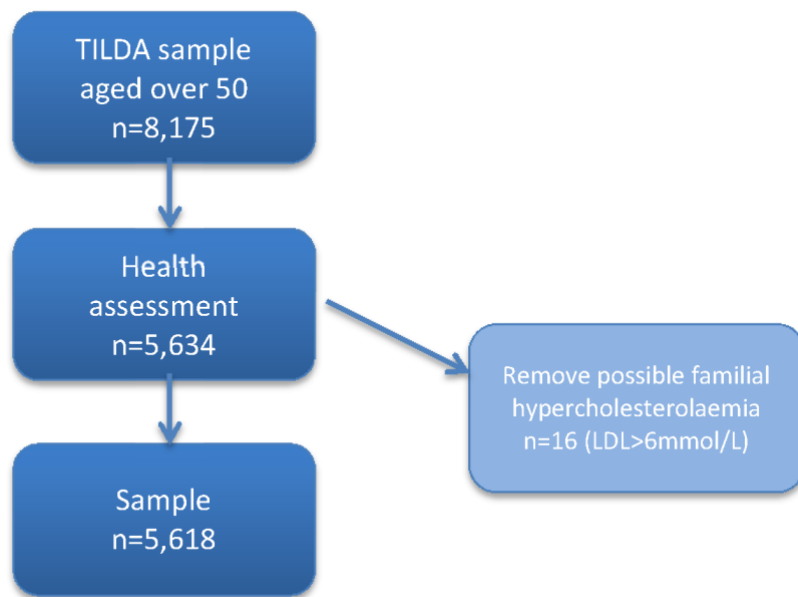 TILDA sample
aged over 50
n=8,175
Health
assessment
n=5,634
Remove possible familial
hypercholesterolaemia
n=16 (LDL>6mmol/L)
Sample
n=5,618